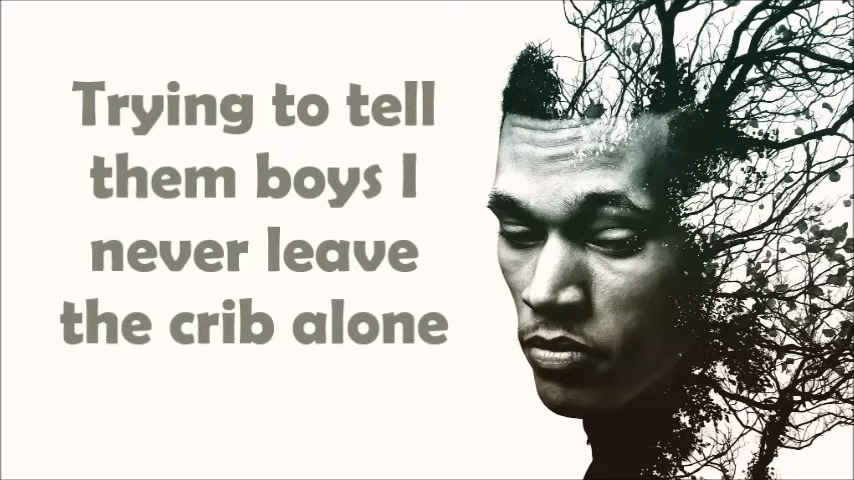 Trying to tell
them boys I
never leave
the crib alone